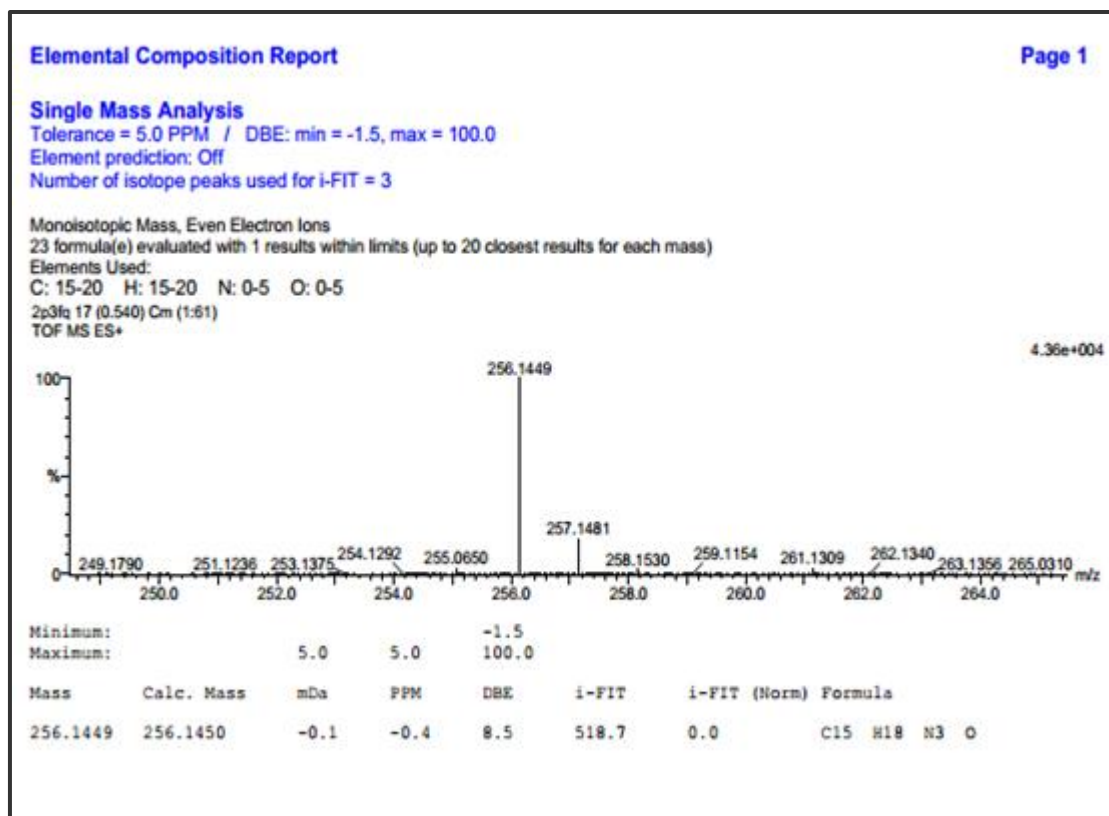 Elemental Composition Report Page 1
Single Mass Analysis
Tolerance = 5.0 PPM / DBE: min = -1.5, max = 100.0
Element prediction: Off
Number of isotope peaks used for i-FIT = 3
Monoisotopic Mass, Even Electron Ions
23 formula(e) evaluated with 1 results within limits (up to 20 closest results for each mass)
Elements Used:
C: 15-20 H: 15-20 N: 0-5 O: 0-5
2p3fq 17 (0.540) Cm (1:61)
TOF MS ES+
4.36e+004
100
256.1449
%
257.1481
0
249.1790 251.1236 253.1375 254.1292 255.0650 258.1530 259.1154 261.1309 262.1340 263.1356 265.0310
m/z
250.0 252.0 254.0 256.0 258.0 260.0 262.0 264.0
Minimum: -1.5
Maximum: 5.0 5.0 100.0
Mass Calc. Mass mDa PPM DBE i-FIT i-FIT (Norm) Formula
256.1449 256.1450 -0.1 -0.4 8.5 518.7 0.0 C15 H18 N3 O